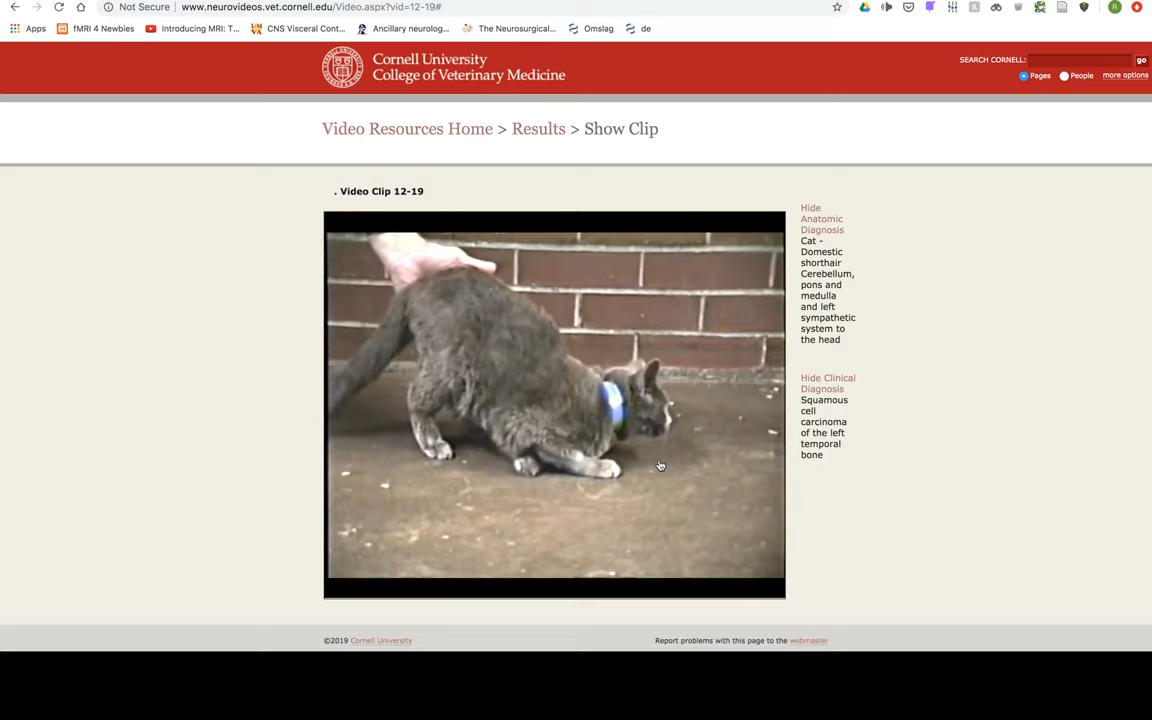 Not Secure | www.neurovideos.vet.cornell.edu/Video.aspx?vid=12-19#
Apps fMRI 4 Newbies Introducing MRI: T... CNS Visceral Cont... Ancillary neurolog... The Neurosurgical... Omslag de
Cornell University
College of Veterinary Medicine
SEARCH CORNELL: go
Pages People more options
Video Resources Home > Results > Show Clip
. Video Clip 12-19
Hide
Anatomic
Diagnosis
Cat -
Domestic
shorthair
Cerebellum,
pons and
medulla
and left
sympathetic
system to
the head
Hide Clinical
Diagnosis
Squamous
cell
carcinoma
of the left
temporal
bone
©2019 Cornell University
Report problems with this page to the webmaster